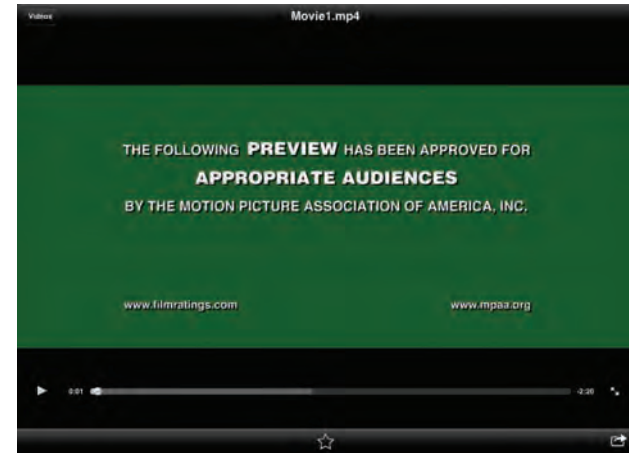 Videos
Movie1.mp4
THE FOLLOWING PREVIEW HAS BEEN APPROVED FOR
APPROPRIATE AUDIENCES
BY THE MOTION PICTURE ASSOCIATION OF AMERICA, INC.
www.filmratings.com
www.mpaa.org
0:01
-2:20